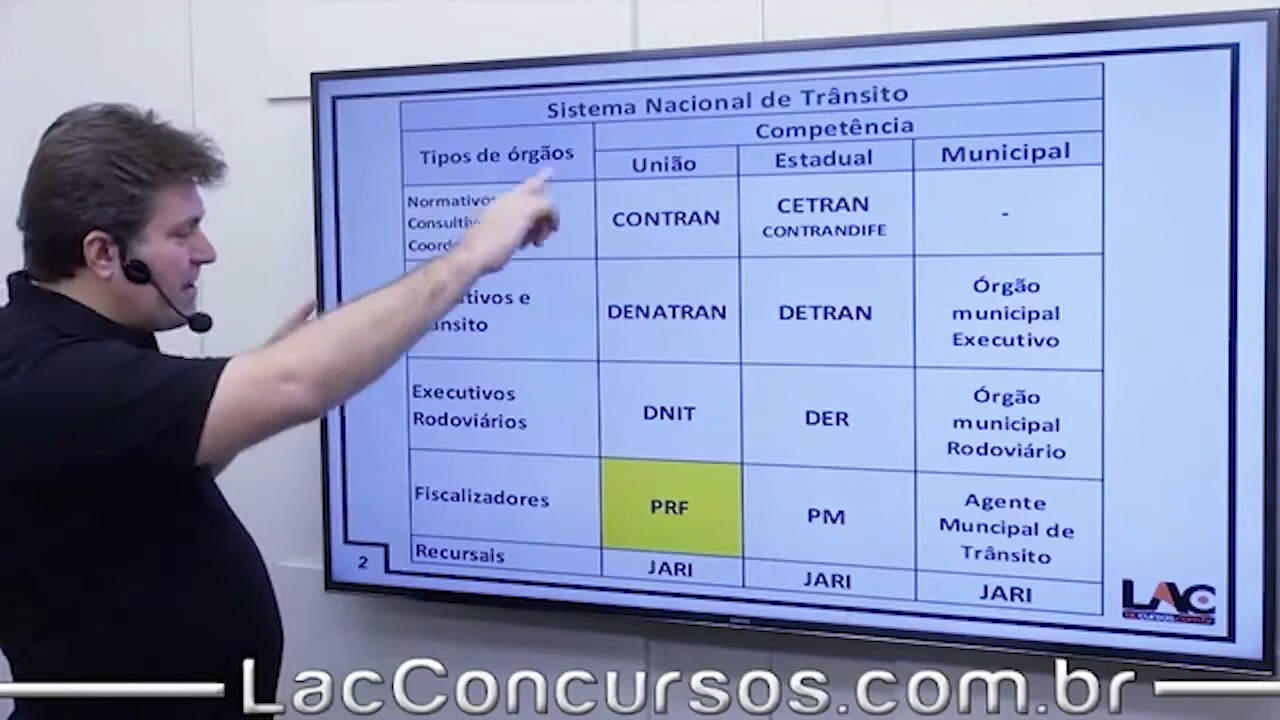 Sistema Nacional de Trânsito
Tipos de órgãos
Competência
União
Estadual
Municipal
CONTRAN
CETRAN
CONTRANDIFE
-
DENATRAN
DETRAN
Órgão
municipal
Executivo
Executivos
Rodoviários
DNIT
DER
Órgão
municipal
Rodoviário
Fiscalizadores
PRF
PM
Agente
Muncipal de
Trânsito
Recursais
JARI
JARI
JARI
2
LAC
LacConcursos.com.br